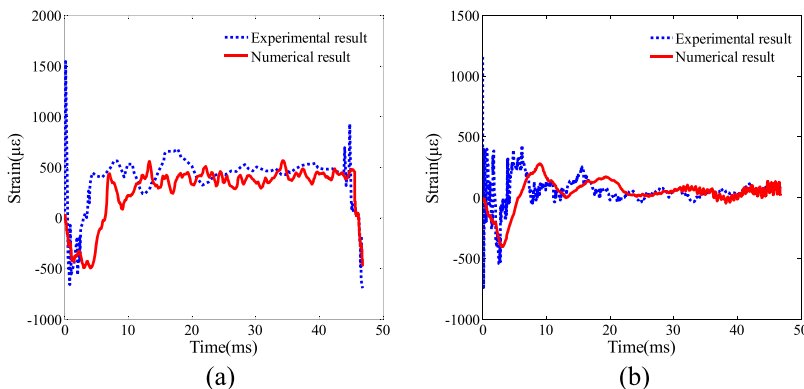 2000
1500
1000
500
0
-500
-1000
Strain(με)
0
10
20
30
40
50
Time(ms)
Experimental result
Numerical result
(a)
1500
1000
500
0
-500
-1000
Strain(με)
0
10
20
30
40
50
Time(ms)
Experimental result
Numerical result
(b)